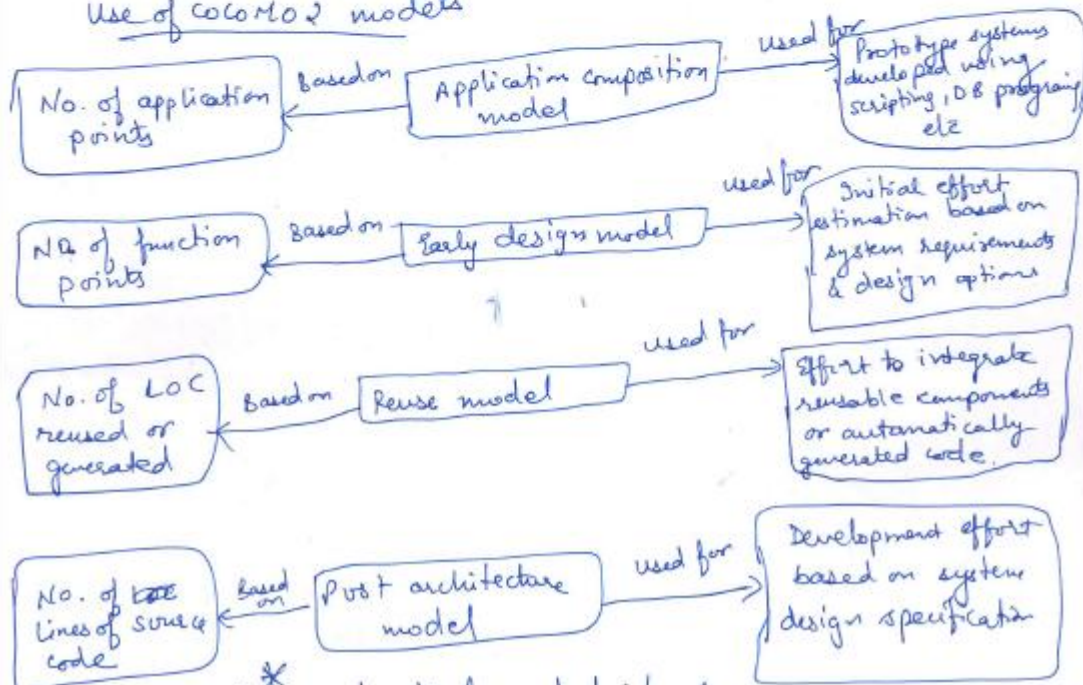 Use of COCOMO2 models
No. of application
points
Based on
Application composition
model
used for
Prototype systems
developed using
scripting, DB programing
etc
No. of function
points
Based on
Early design model
used for
Initial effort
estimation based on
system requirements
& design options
No. of LOC
reused or
generated
Based on
Reuse model
used for
Effort to integrate
reusable components
or automatically
generated code.
No. of
Lines of source
code
Based
on
Post architecture
model
used for
Development effort
based on system
design specification
*